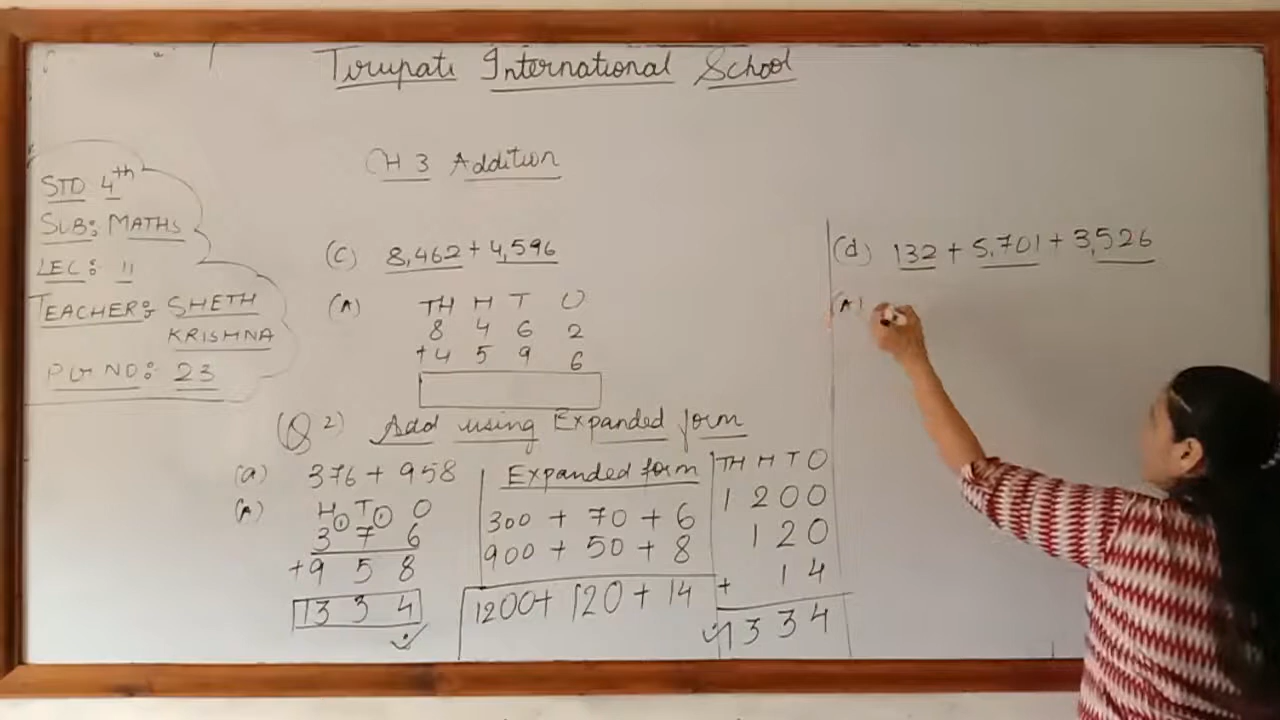 Tirupati International School
CH 3 Addition
STD 4th
SUB: MATHS
LEC: 11
TEACHER: SHETH
KRISHNA
NO: 23
(C) 8,462 + 4,596
(A) TH H T O
8 4 6 2
+4 5 9 6
(Q 2) Add using Expanded form
(a) 376 + 958
(A) H T O
1 1
3 7 6
+9 5 8
1 3 3 4
Expanded form
300 + 70 + 6
900 + 50 + 8
1200 + 120 + 14
TH H T O
1 2 0 0
1 2 0
+ 1 4
1 3 3 4
(d) 132 + 5,701 + 3,526
(A)